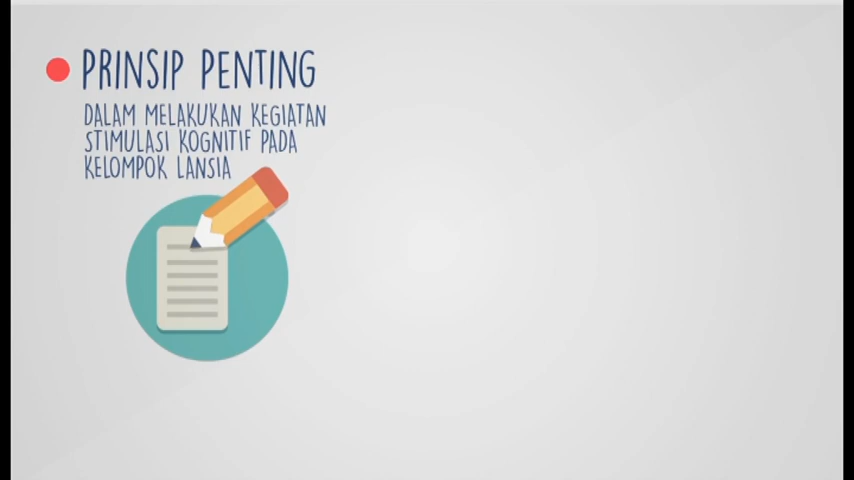 PRINSIP PENTING
DALAM MELAKUKAN KEGIATAN
STIMULASI KOGNITIF PADA
KELOMPOK LANSIA